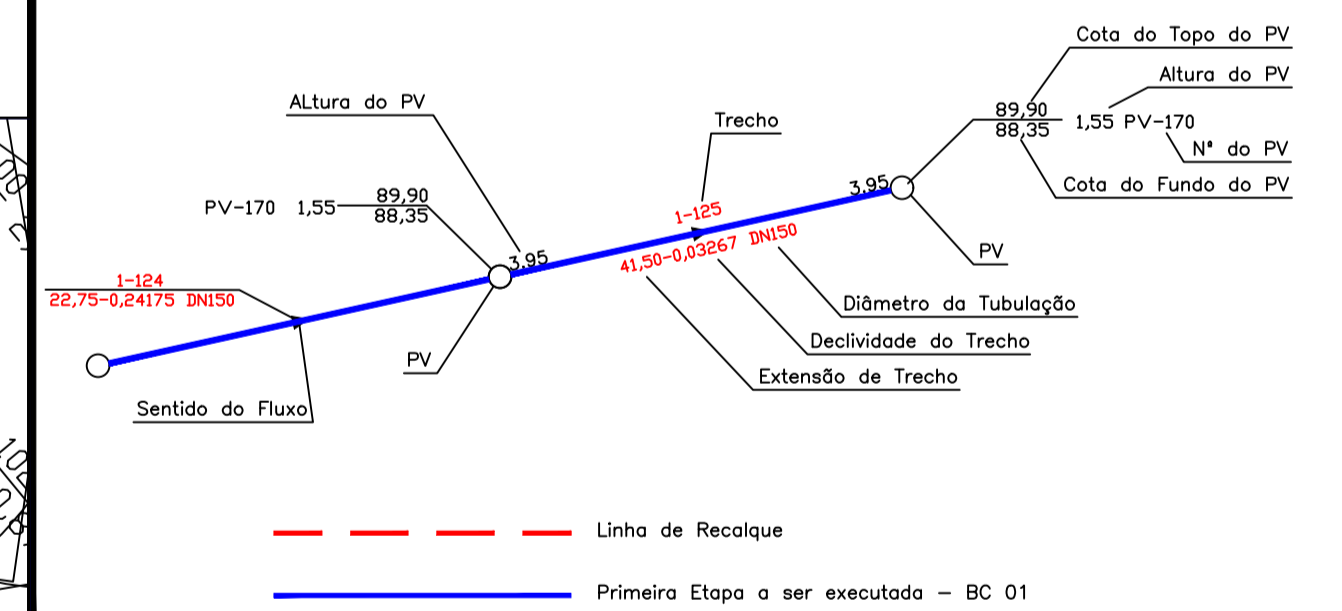 Cota do Topo do PV
Altura do PV
89,90
88,35
1,55 PV-170
Nª do PV
Cota do Fundo do PV
ALtura do PV
Trecho
PV-170 1,55
89,90
88,35
3.95
3.95
1-125
41,50-0,03267 DN150
PV
1-124
22,75-0,24175 DN150
PV
Diâmetro da Tubulação
Declividade do Trecho
Extensão de Trecho
Sentido do Fluxo
Linha de Recalque
Primeira Etapa a ser executada - BC 01